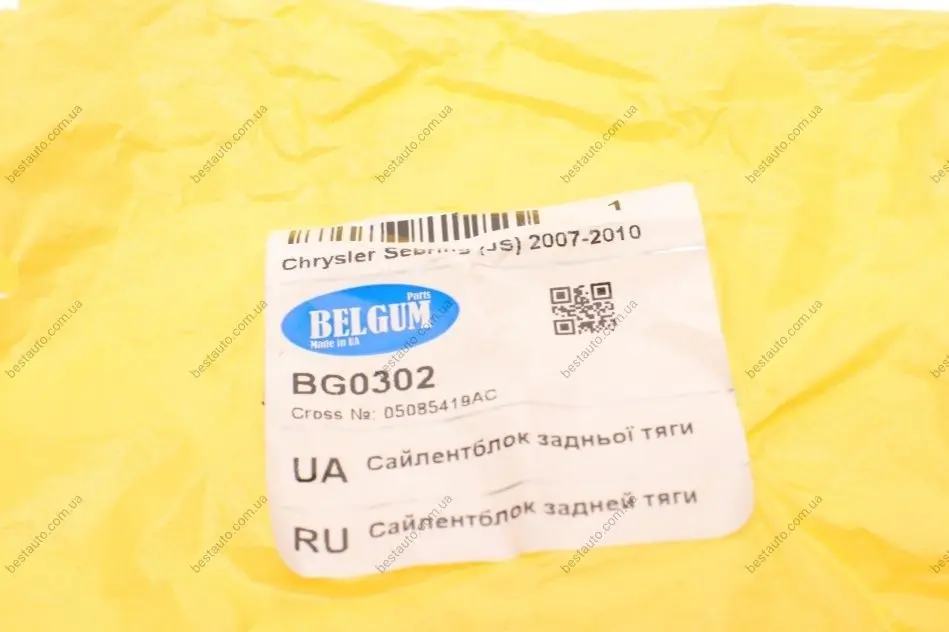 1
Chrysler Sebring (JS) 2007-2010
Parts
BELGUM
Made in UA
BG0302
Cross №: 05085419AC
UA Сайлентблок задньої тяги
RU Сайлентблок задней тяги
bestauto.com.ua